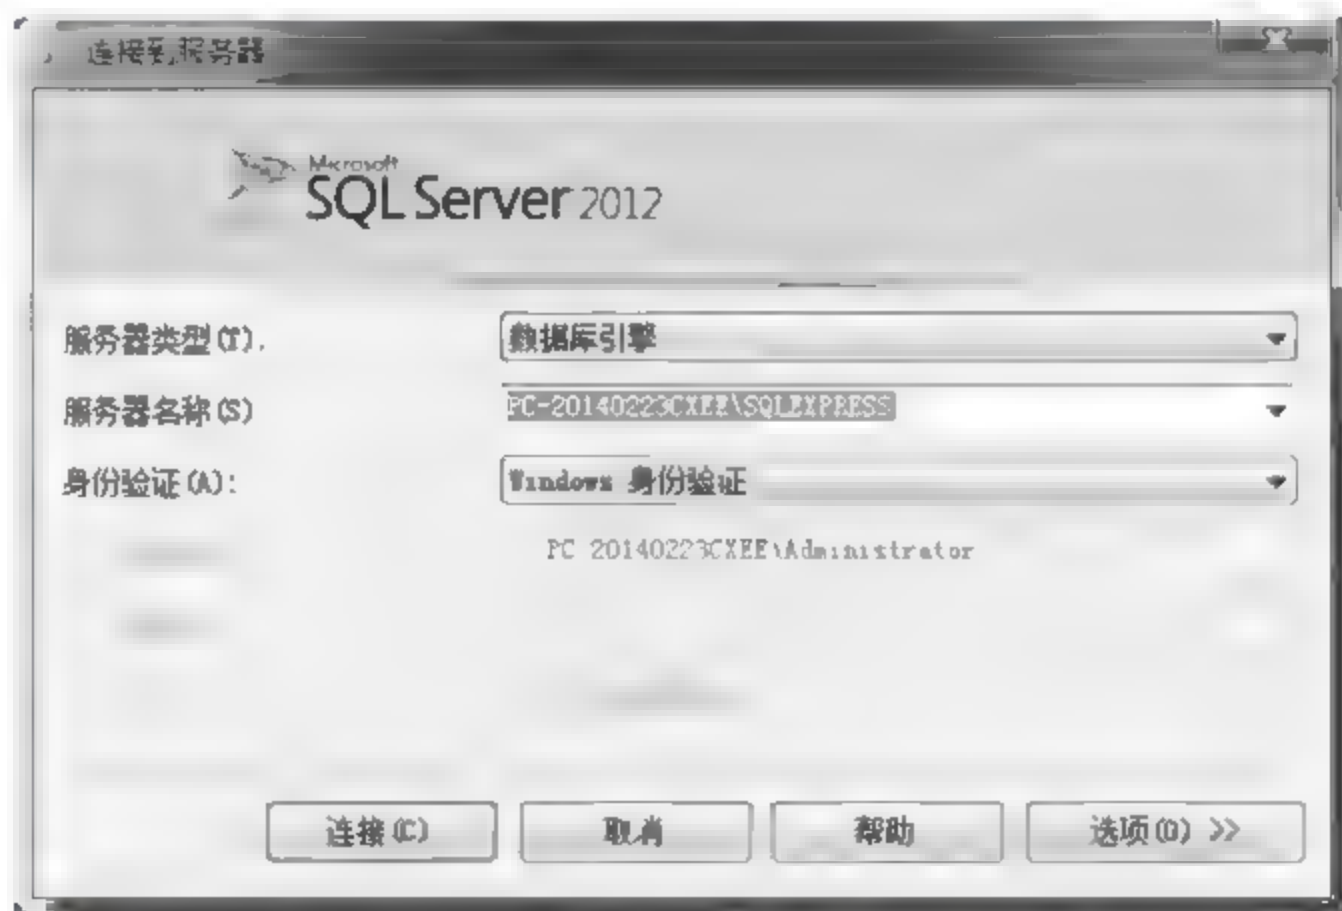 连接到服务器
Microsoft
SQL Server 2012
服务器类型(T).
数据库引擎
服务器名称(S)
PC-20140223CXEE\SQLEXPRESS
身份验证(A):
Windows 身份验证
PC 20140223CXEE\Administrator
连接(C)
取消
帮助
选项(O) >>